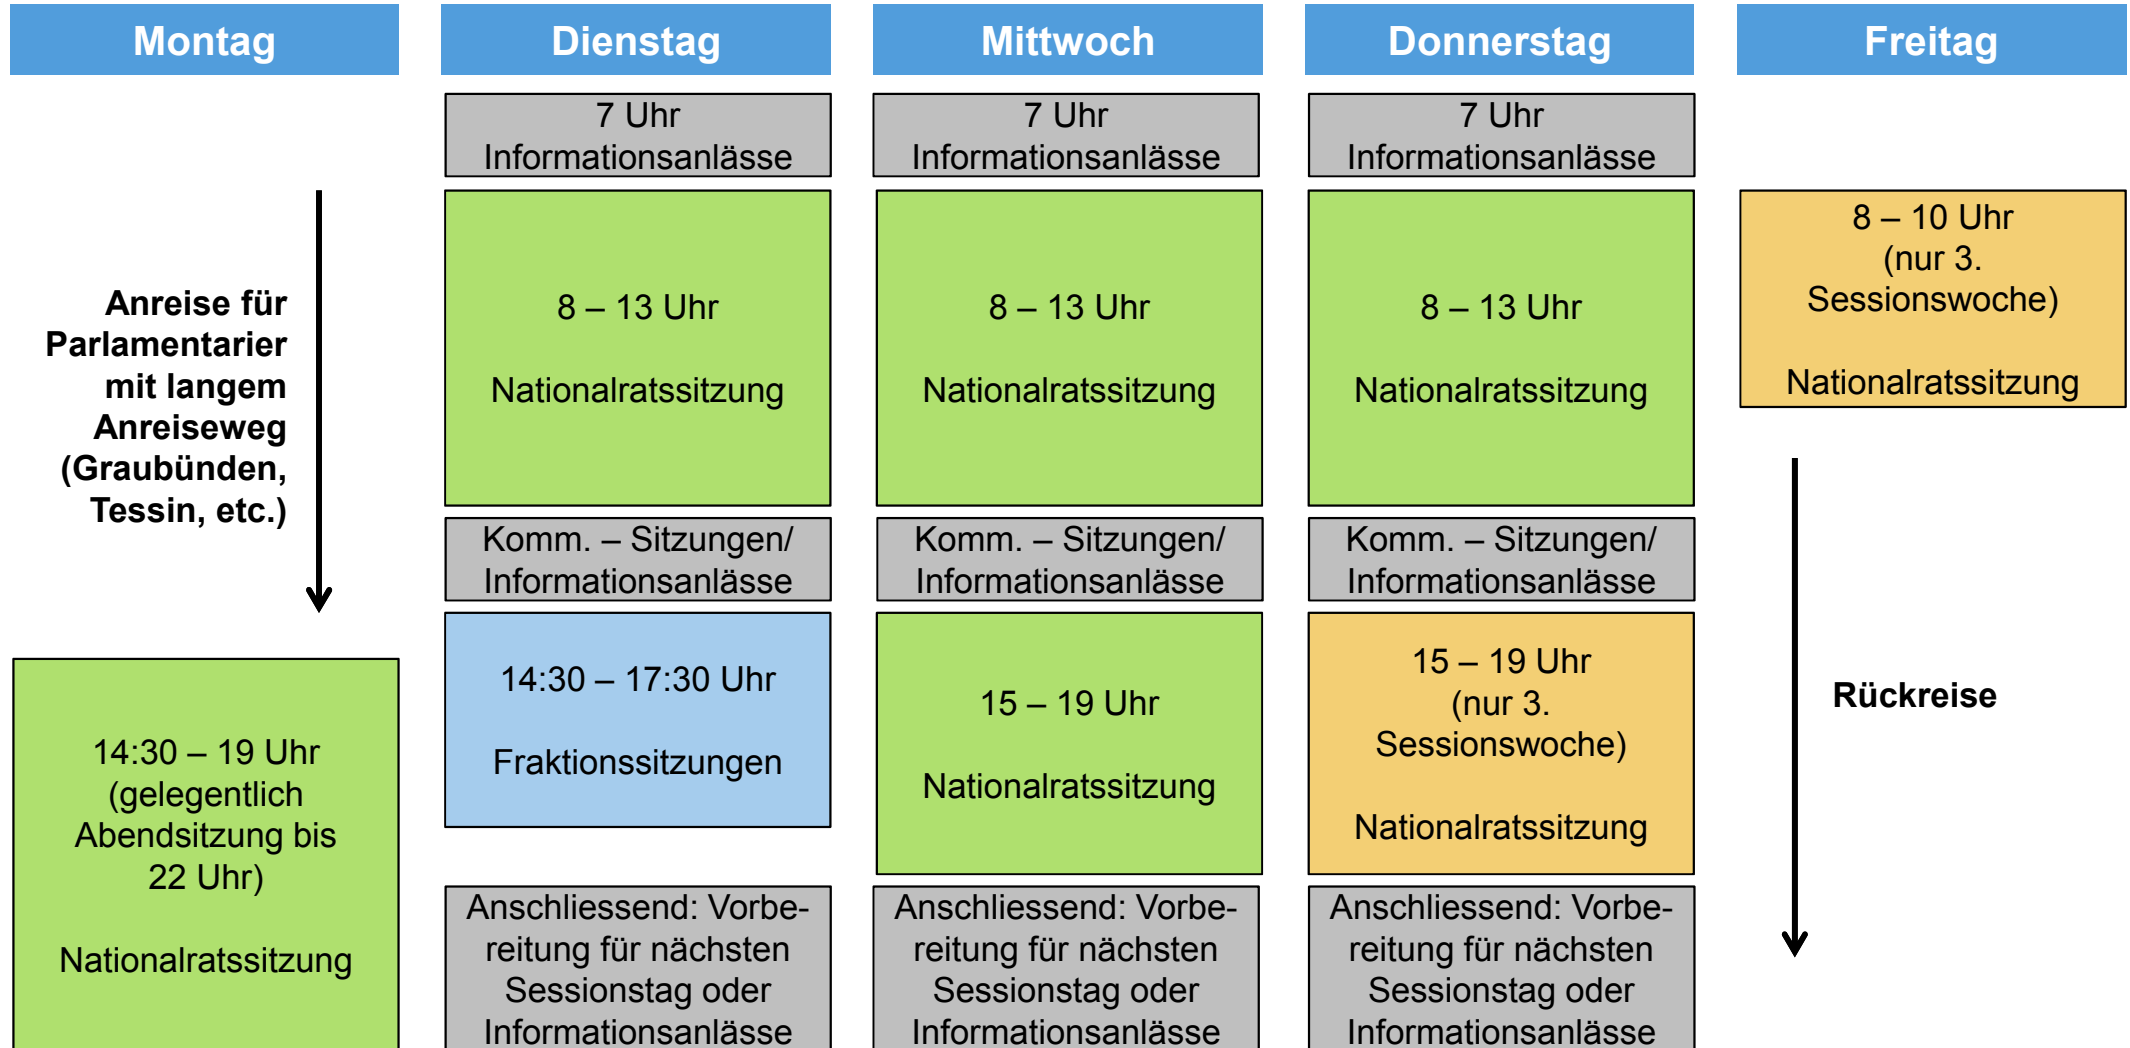 Montag
Dienstag
Mittwoch
Donnerstag
Freitag
Anreise für
Parlamentarier
mit langem
Anreiseweg
(Graubünden,
Tessin, etc.)
14:30 – 19 Uhr
(gelegentlich
Abendsitzung bis
22 Uhr)
Nationalratssitzung
7 Uhr
Informationsanlässe
8 – 13 Uhr
Nationalratssitzung
Komm. – Sitzungen/
Informationsanlässe
14:30 – 17:30 Uhr
Fraktionssitzungen
Anschliessend: Vorbe-
reitung für nächsten
Sessionstag oder
Informationsanlässe
7 Uhr
Informationsanlässe
8 – 13 Uhr
Nationalratssitzung
Komm. – Sitzungen/
Informationsanlässe
15 – 19 Uhr
Nationalratssitzung
Anschliessend: Vorbe-
reitung für nächsten
Sessionstag oder
Informationsanlässe
7 Uhr
Informationsanlässe
8 – 13 Uhr
Nationalratssitzung
Komm. – Sitzungen/
Informationsanlässe
15 – 19 Uhr
(nur 3.
Sessionswoche)
Nationalratssitzung
Anschliessend: Vorbe-
reitung für nächsten
Sessionstag oder
Informationsanlässe
8 – 10 Uhr
(nur 3.
Sessionswoche)
Nationalratssitzung
Rückreise